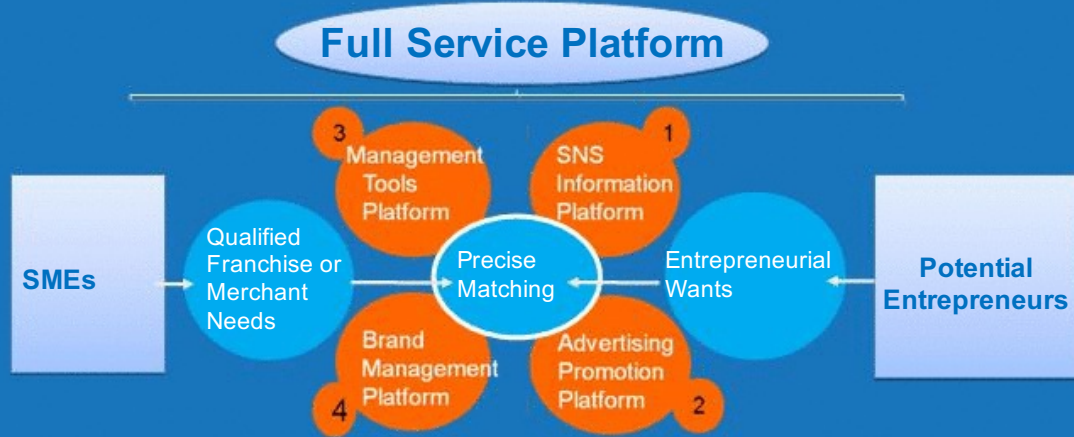 Full Service Platform
3
Management
Tools
Platform
1
SNS
Information
Platform
SMEs
Qualified
Franchise or
Merchant
Needs
Precise
Matching
Entrepreneurial
Wants
Potential
Entrepreneurs
Brand
Management
Platform
4
Advertising
Promotion
Platform
2